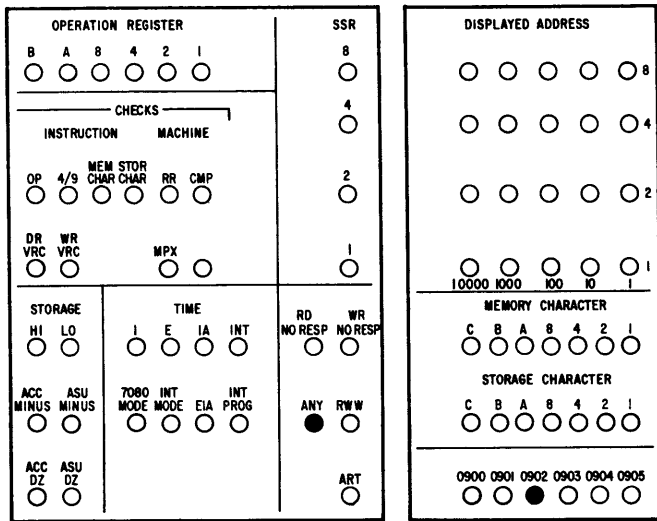 OPERATION REGISTER
B A 8 4 2 1
CHECKS
INSTRUCTION MACHINE
MEM STOR
OP 4/9 CHAR CHAR RR CMP
DR WR
VRC VRC MPX
STORAGE
HI LO
ACC ASU
MINUS MINUS
ACC ASU
DZ DZ
TIME
I E IA INT
7080 INT INT
MODE MODE EIA PROG
SSR
8
4
2
1
RD WR
NO RESP NO RESP
ANY RWW
ART
DISPLAYED ADDRESS
8
4
2
1
10000 1000 100 10 1
MEMORY CHARACTER
C B A 8 4 2 1
STORAGE CHARACTER
C B A 8 4 2 1
0900 0901 0902 0903 0904 0905